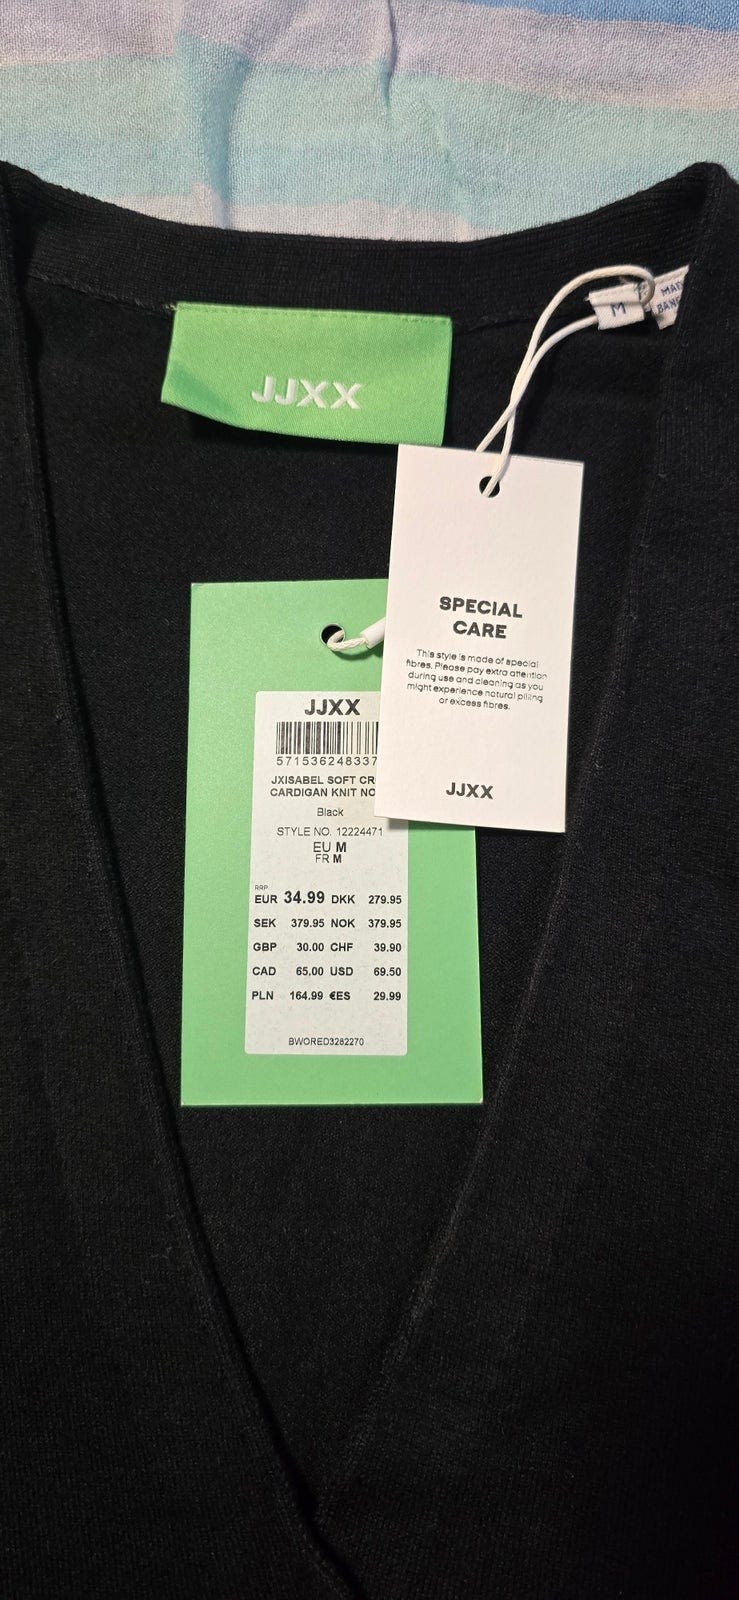 JJXX
M
SPECIAL
CARE
This style is made of special
fibres. Please pay extra attention
during use and cleaning as you
might experience natural pilling
or excess fibres.
JJXX
JJXX
571536248337
JXISABEL SOFT
CARDIGAN KNIT
Black
STYLE NO. 12224471
EU M
FR M
RRP
EUR 34.99 DKK 279.95
SEK 379.95 NOK 379.95
GBP 30.00 CHF 39.90
CAD 65.00 USD 69.50
PLN 164.99 €ES 29.99
BWORED3282270